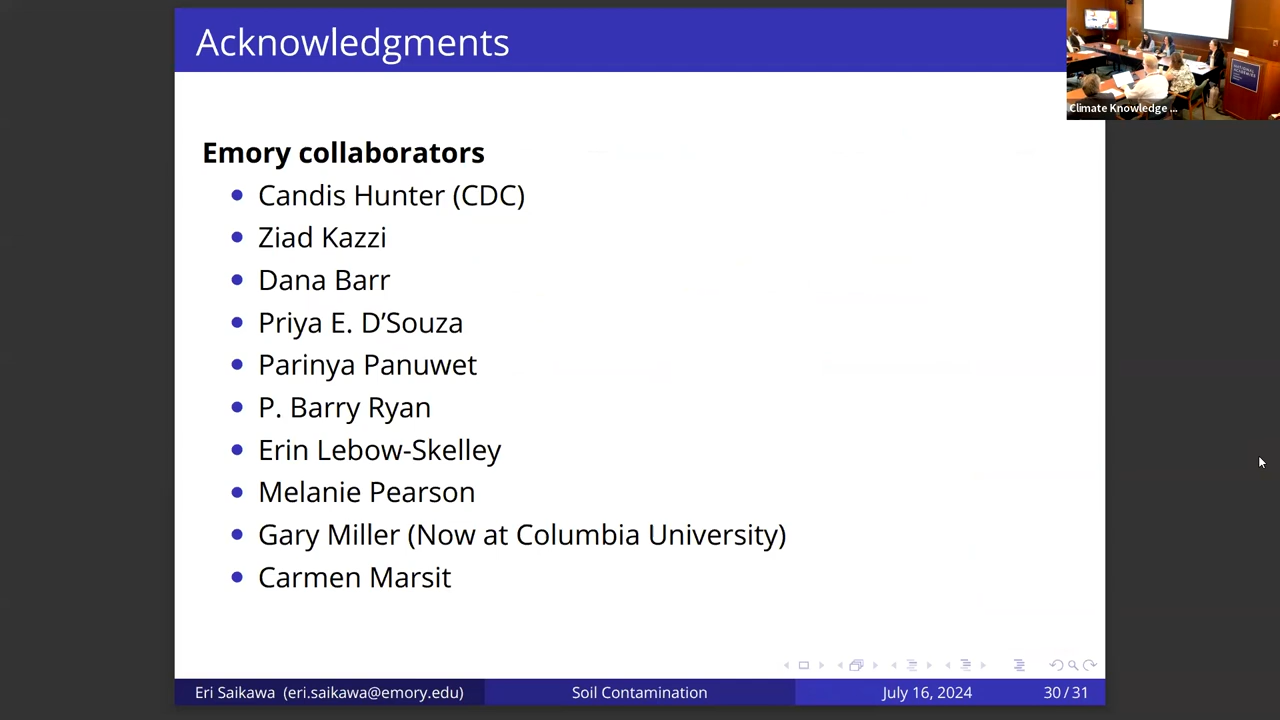 Acknowledgments
Climate Knowledge ...
Emory collaborators
Candis Hunter (CDC)
Ziad Kazzi
Dana Barr
Priya E. D’Souza
Parinya Panuwet
P. Barry Ryan
Erin Lebow-Skelley
Melanie Pearson
Gary Miller (Now at Columbia University)
Carmen Marsit
Eri Saikawa (eri.saikawa@emory.edu) Soil Contamination July 16, 2024 30 / 31